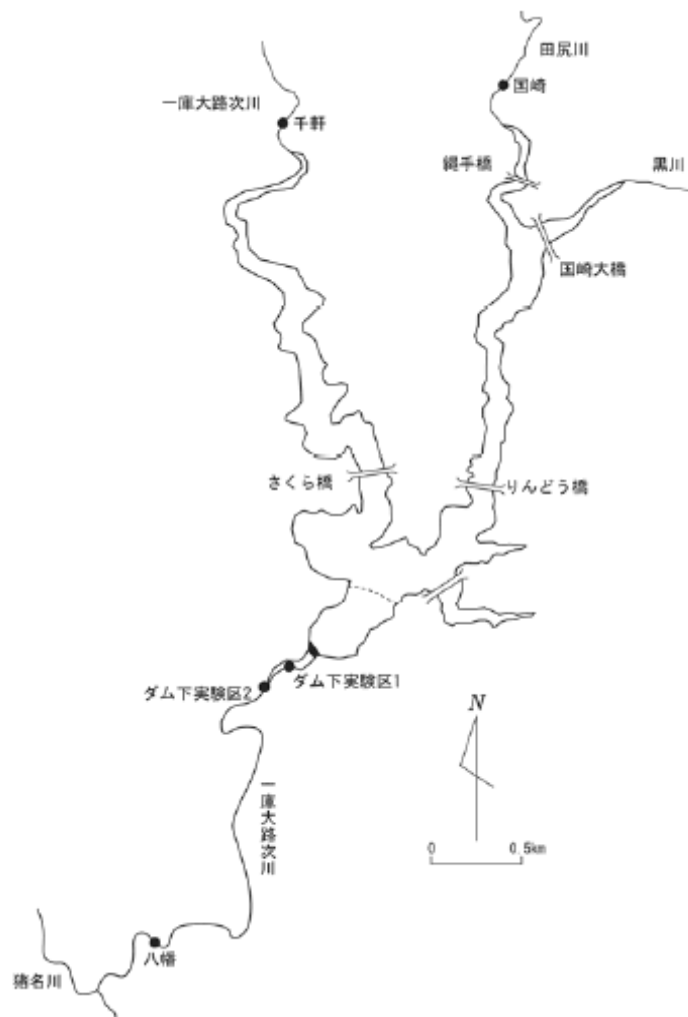 田尻川
国崎
一庫大路次川
千軒
縄手橋
黒川
国崎大橋
さくら橋
りんどう橋
ダム下実験区1
ダム下実験区2
N
一庫大路次川
0 0.5km
八幡
猪名川